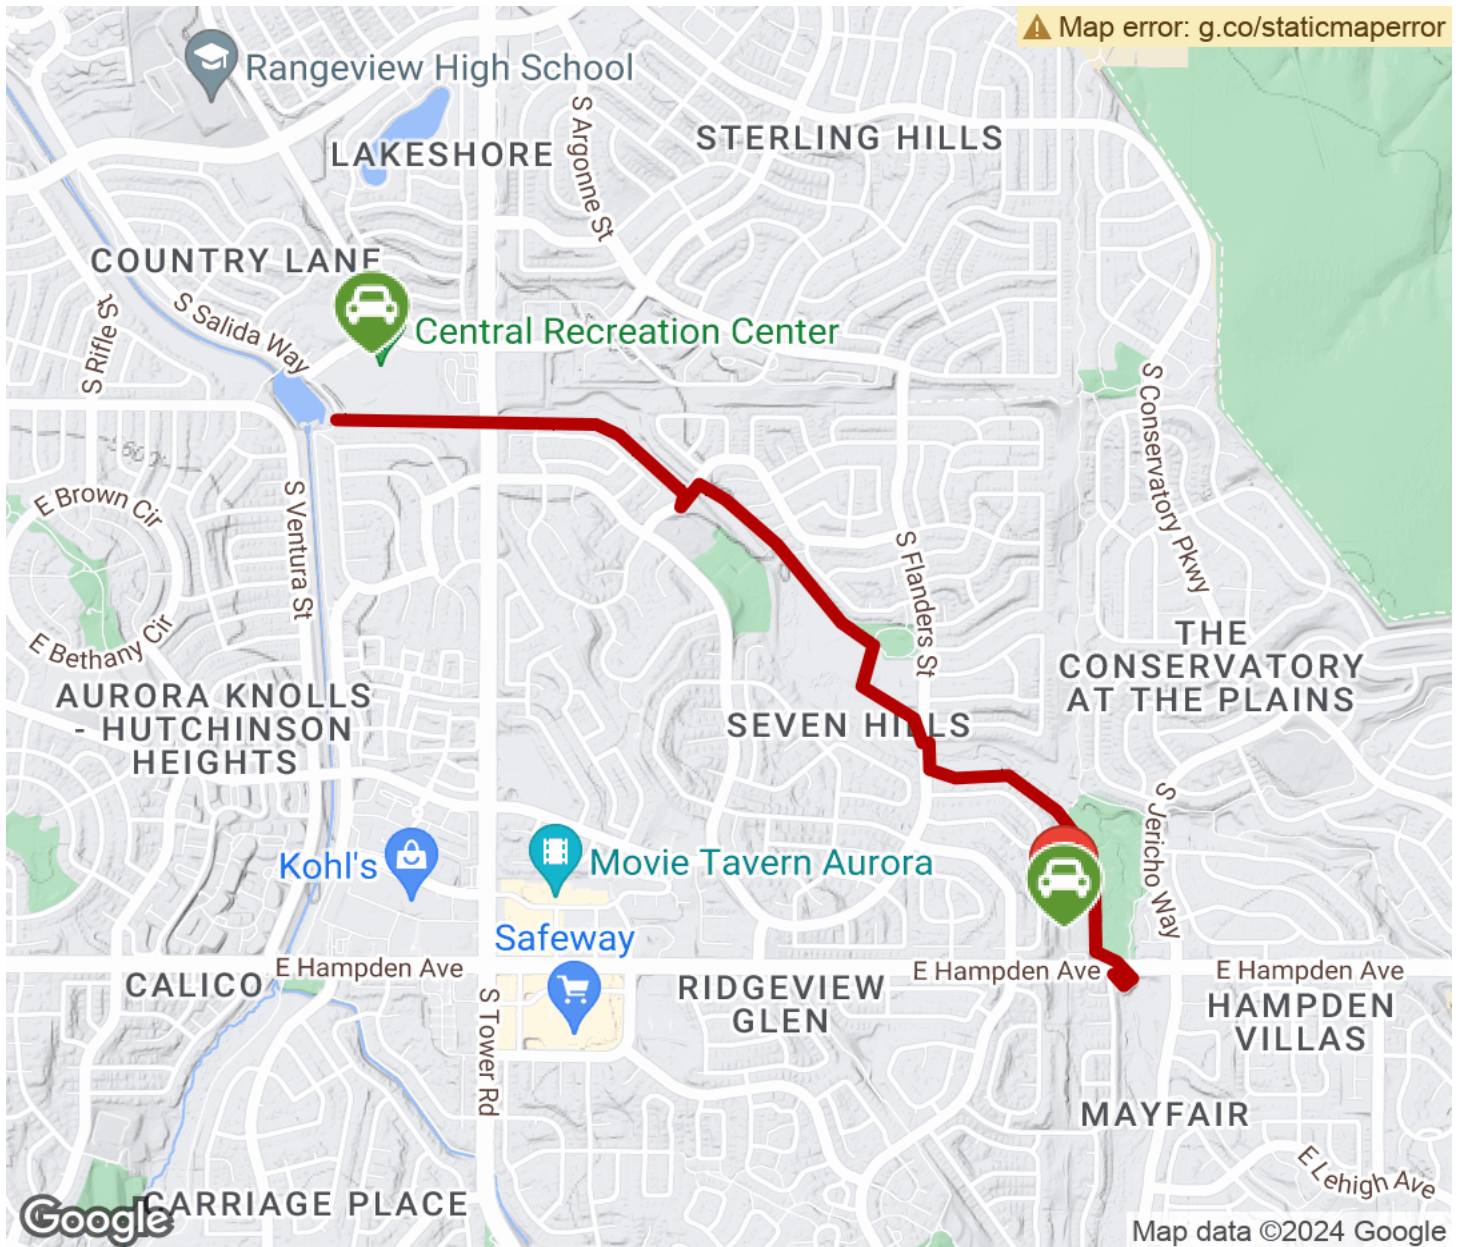 Map error: g.co/staticmaperror
Rangeview High School
S Argonne St
STERLING HILLS
LAKESHORE
COUNTRY LANE
S Salida Way
S Rifle St
Central Recreation Center
S Conservatory Pkwy
E Brown Cir
S Ventura St
S Flanders St
E Bethany Cir
THE
CONSERVATORY
AT THE PLAINS
AURORA KNOLLS
- HUTCHINSON
HEIGHTS
SEVEN HILLS
S Jericho Way
Kohl's
Movie Tavern Aurora
Safeway
E Hampden Ave
E Hampden Ave
E Hampden Ave
CALICO
RIDGEVIEW
GLEN
HAMPDEN
VILLAS
S Tower Rd
MAYFAIR
E Lehigh Ave
CARRIAGE PLACE
Google
Map data ©2024 Google